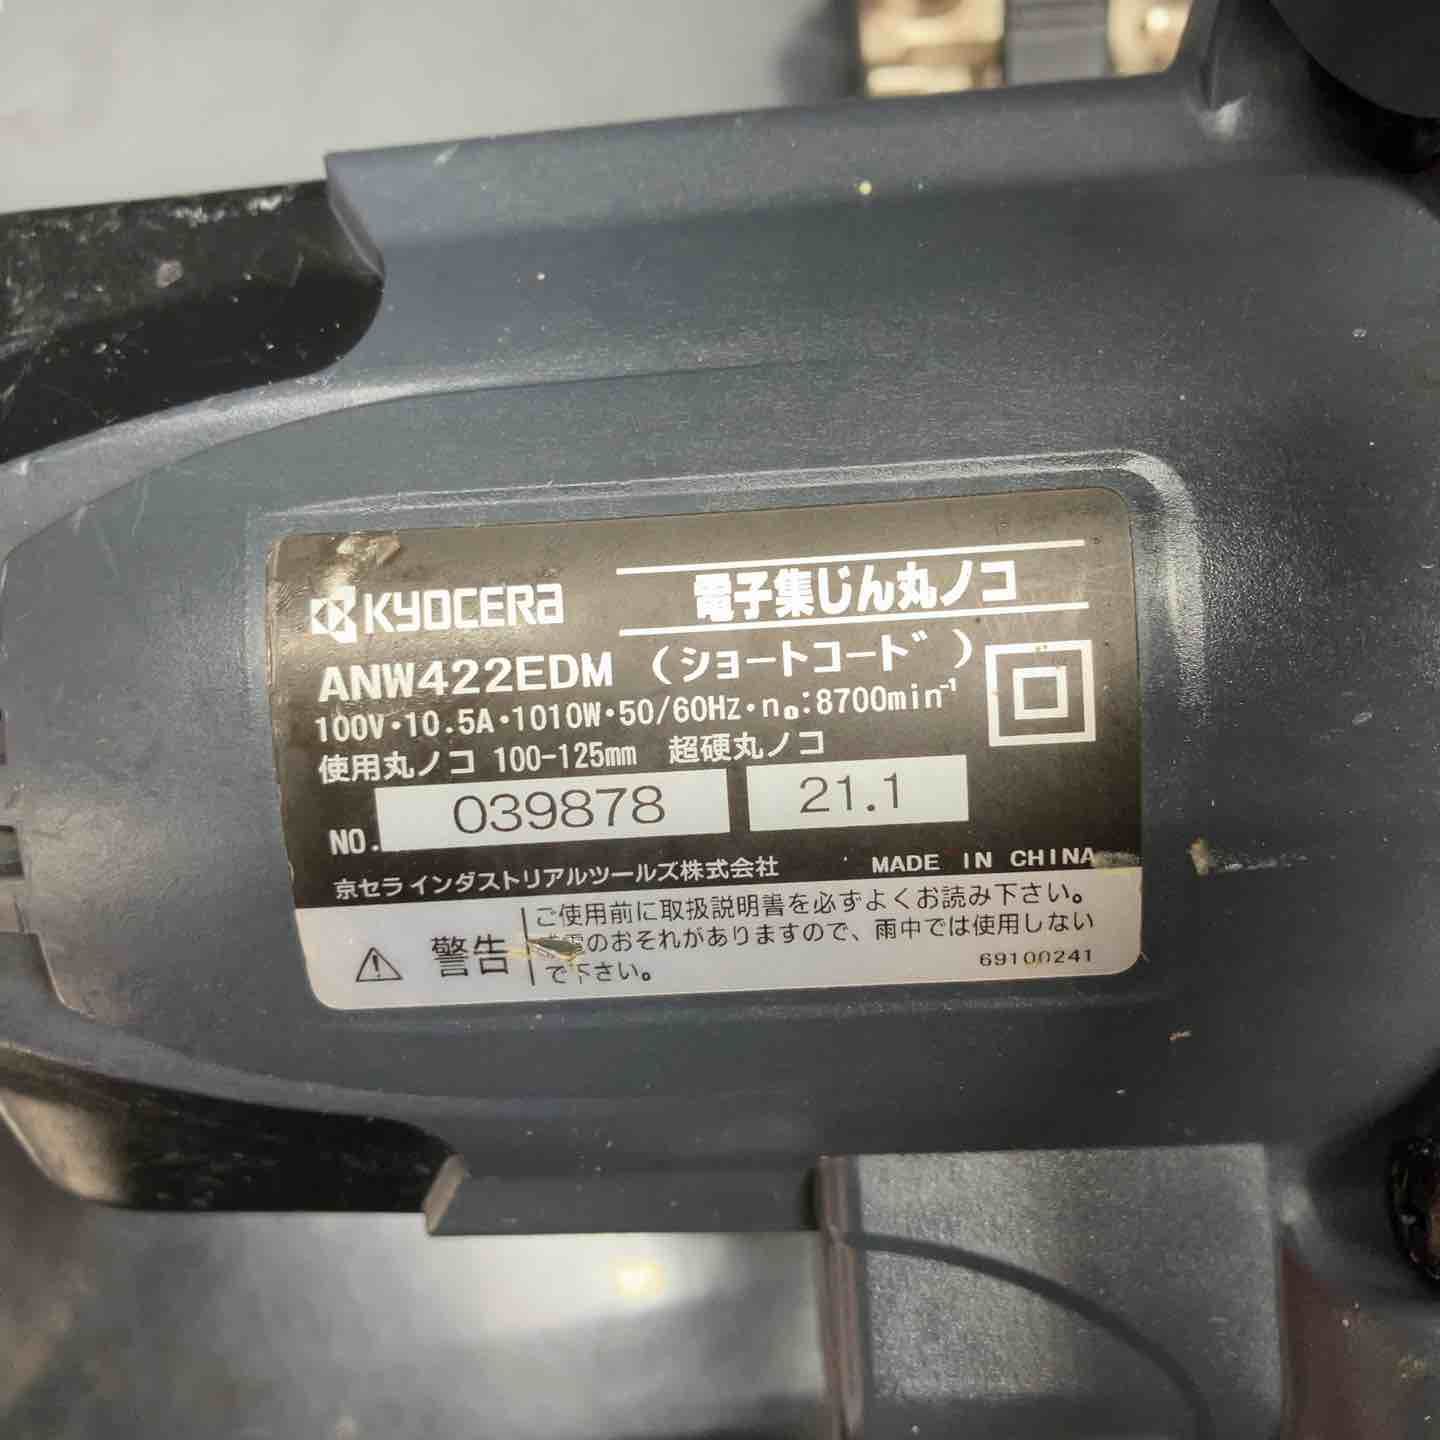 KYOCERA
電子集じん丸ノコ
ANW422EDM (ショートコード)
100V・10.5A・1010W・50/60Hz・n₀:8700min⁻¹
使用丸ノコ 100-125mm 超硬丸ノコ
NO. 039878 21.1
京セラインダストリアルツールズ株式会社 MADE IN CHINA
警告
ご使用前に取扱説明書を必ずよくお読み下さい。
電のおそれがありますので、雨中では使用しない
で下さい。
69100241